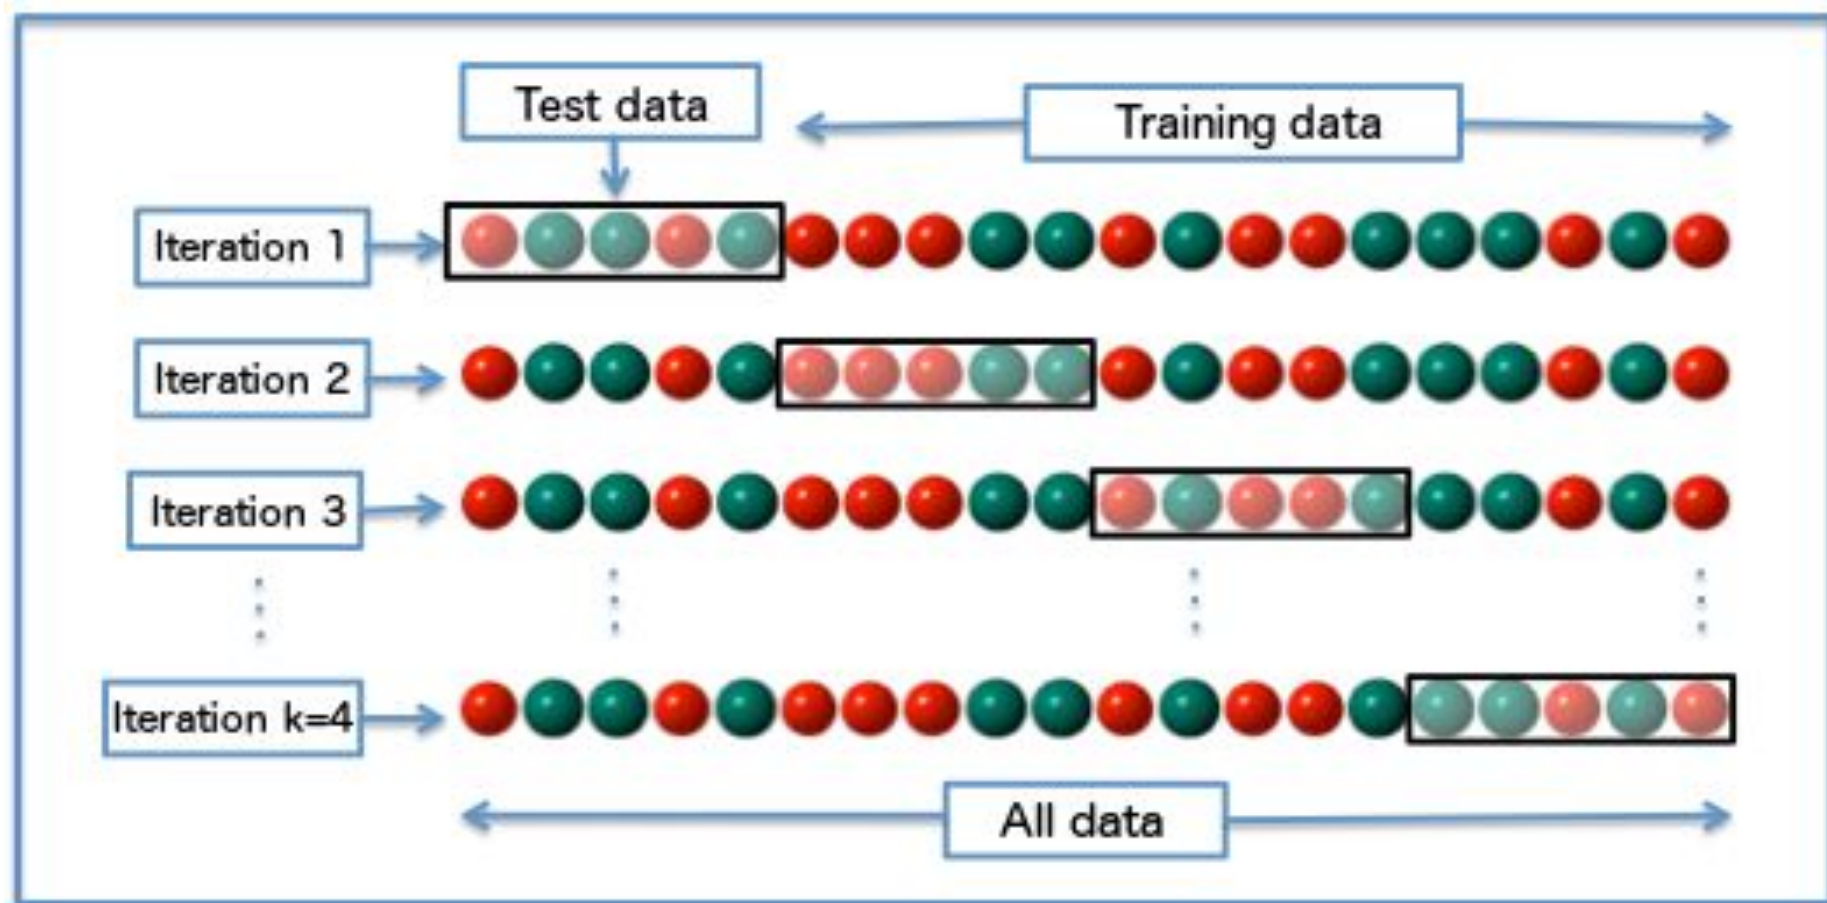 Test data
Training data
Iteration 1
Iteration 2
Iteration 3
Iteration k=4
All data